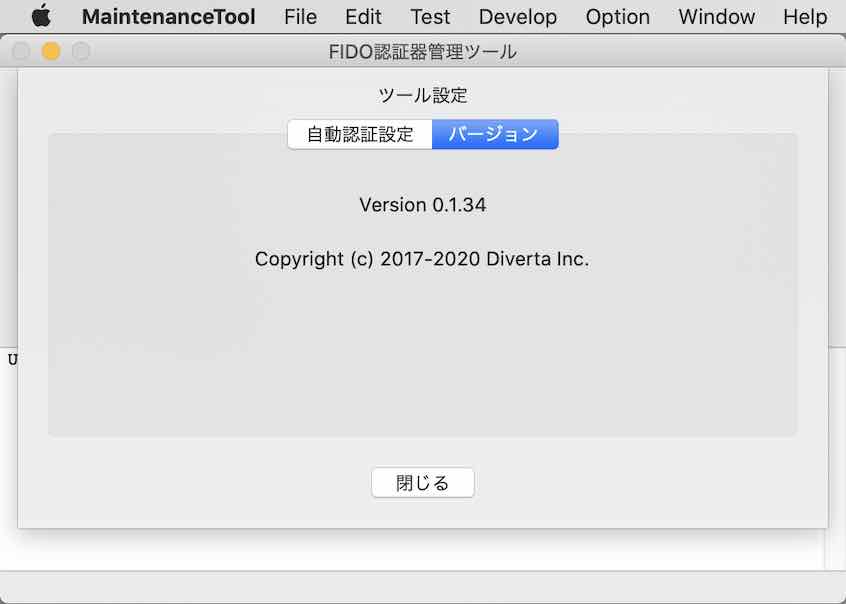 MaintenanceTool File Edit Test Develop Option Window Help
FIDO認証器管理ツール
ツール設定
自動認証設定 バージョン
Version 0.1.34
Copyright (c) 2017-2020 Diverta Inc.
閉じる